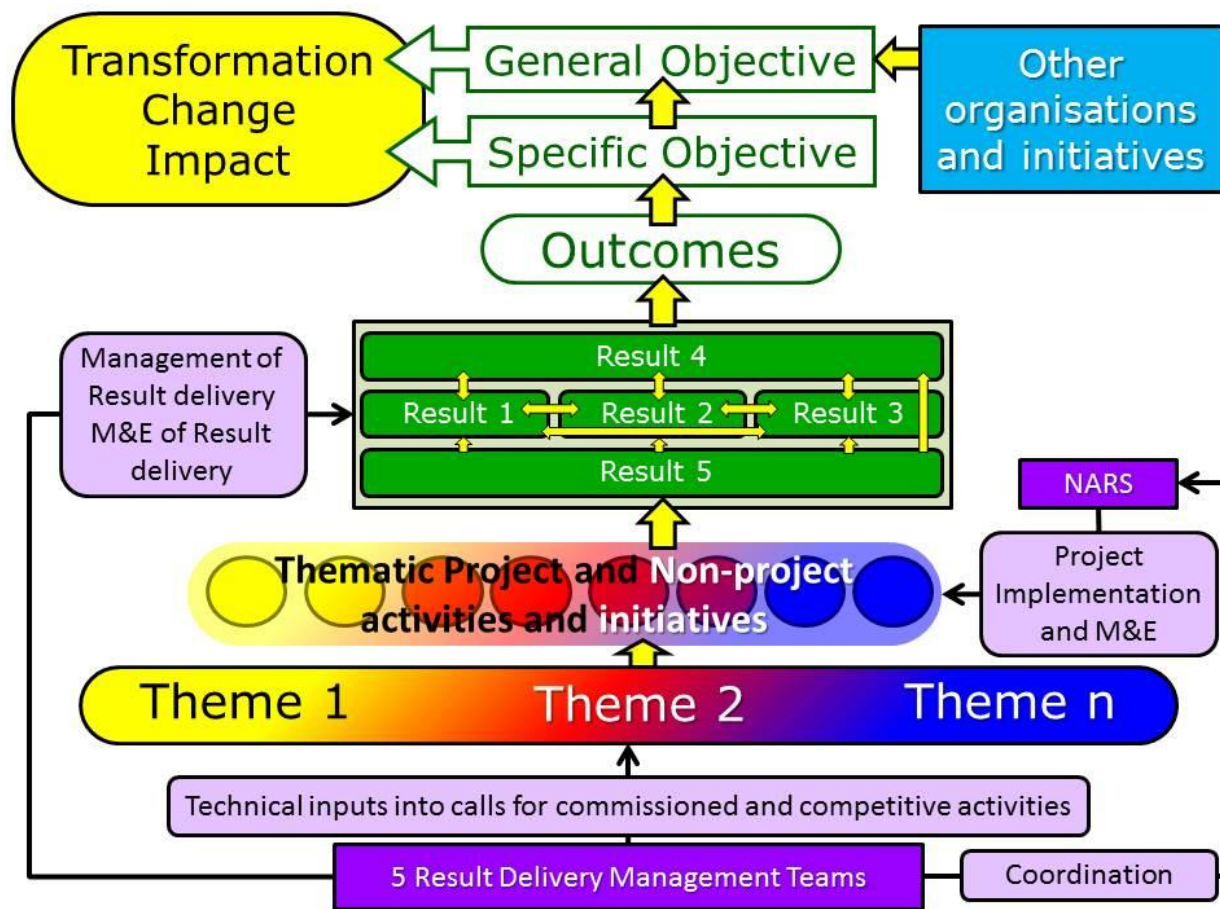 Transformation
Change
Impact
General Objective
Other
organisations
and initiatives
Specific Objective
Outcomes
Management of
Result delivery
M&E of Result
delivery
Result 4
Result 1
Result 2
Result 3
Result 5
NARS
Project
Implementation
and M&E
Thematic Project and Non-project
activities and initiatives
Theme 1
Theme 2
Theme n
Technical inputs into calls for commissioned and competitive activities
5 Result Delivery Management Teams
Coordination